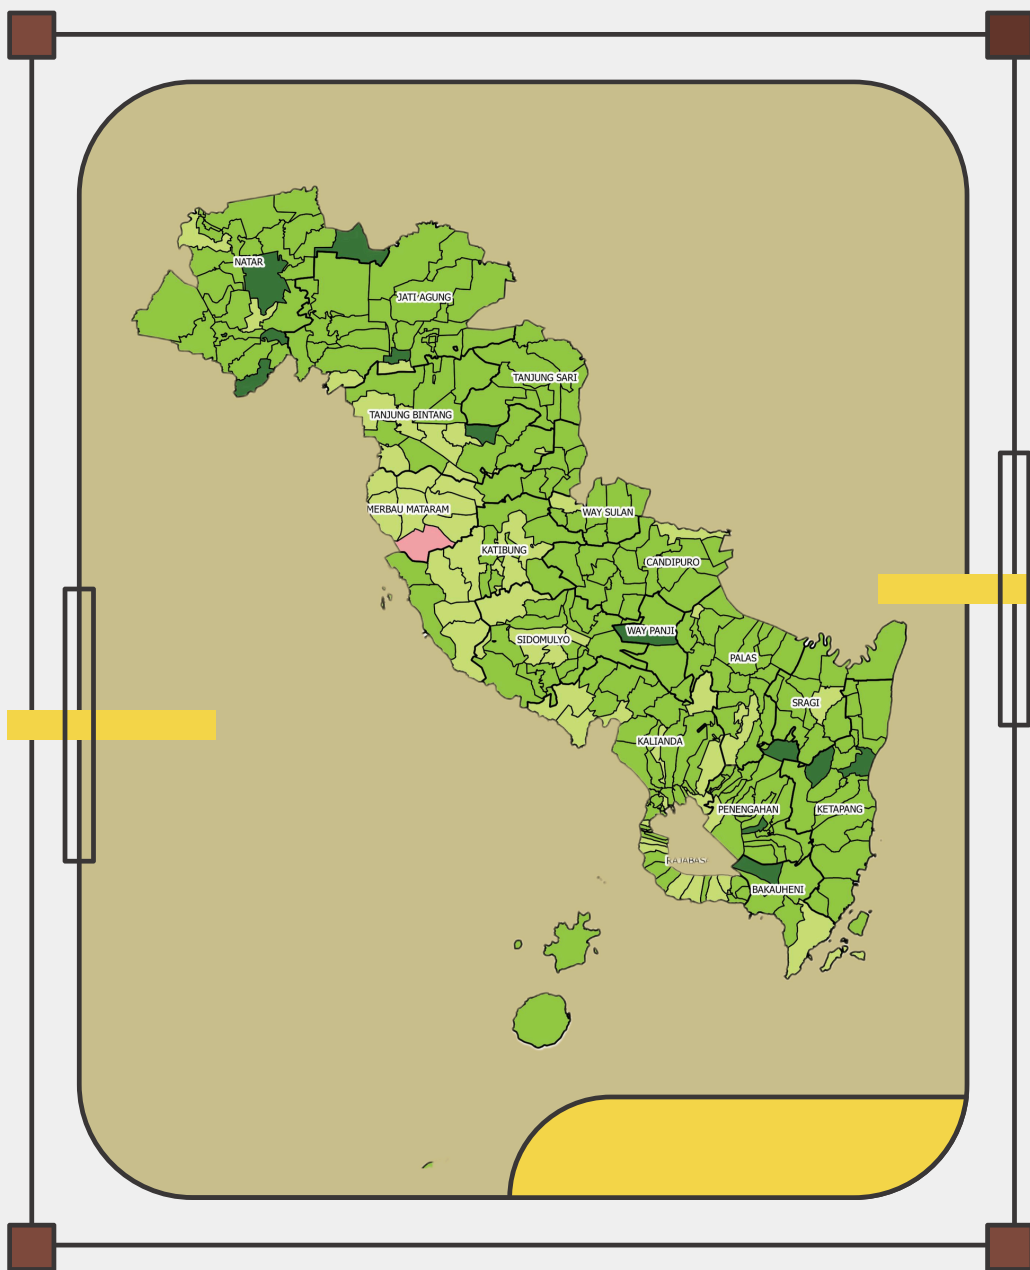 NATAR
JATI AGUNG
TANJUNG SARI
TANJUNG BINTANG
MERBAU MATARAM
WAY SULAN
KATIBUNG
CANDIPURO
WAY PANJI
SIDOMULYO
PALAS
SRAGI
KALIANDA
PENENGAHAN
KETAPANG
RAJABASA
BAKAUHENI